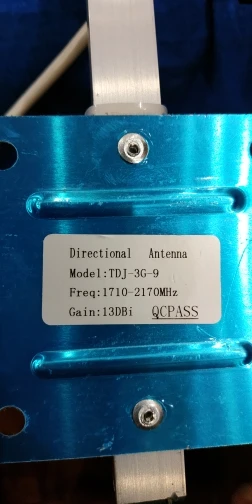 Directional Antenna
Model:TDJ-3G-9
Freq:1710-2170MHz
Gain:13DBi QCPASS